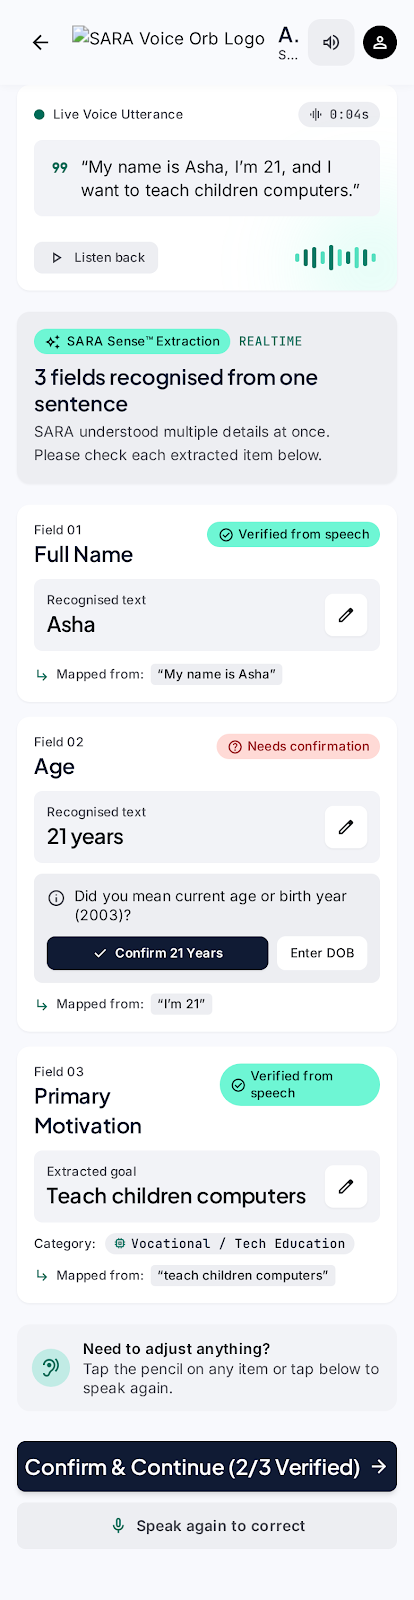 SARA Voice Orb Logo
A.
S...
Live Voice Utterance
0:04s
“My name is Asha, I’m 21, and I
want to teach children computers.”
Listen back
SARA Sense™ Extraction
REALTIME
3 fields recognised from one
sentence
SARA understood multiple details at once.
Please check each extracted item below.
Field 01
Verified from speech
Full Name
Recognised text
Asha
Mapped from: “My name is Asha”
Field 02
Needs confirmation
Age
Recognised text
21 years
Did you mean current age or birth year
(2003)?
Confirm 21 Years
Enter DOB
Mapped from: “I’m 21”
Field 03
Verified from
speech
Primary
Motivation
Extracted goal
Teach children computers
Category: Vocational / Tech Education
Mapped from: “teach children computers”
Need to adjust anything?
Tap the pencil on any item or tap below to
speak again.
Confirm & Continue (2/3 Verified)
Speak again to correct